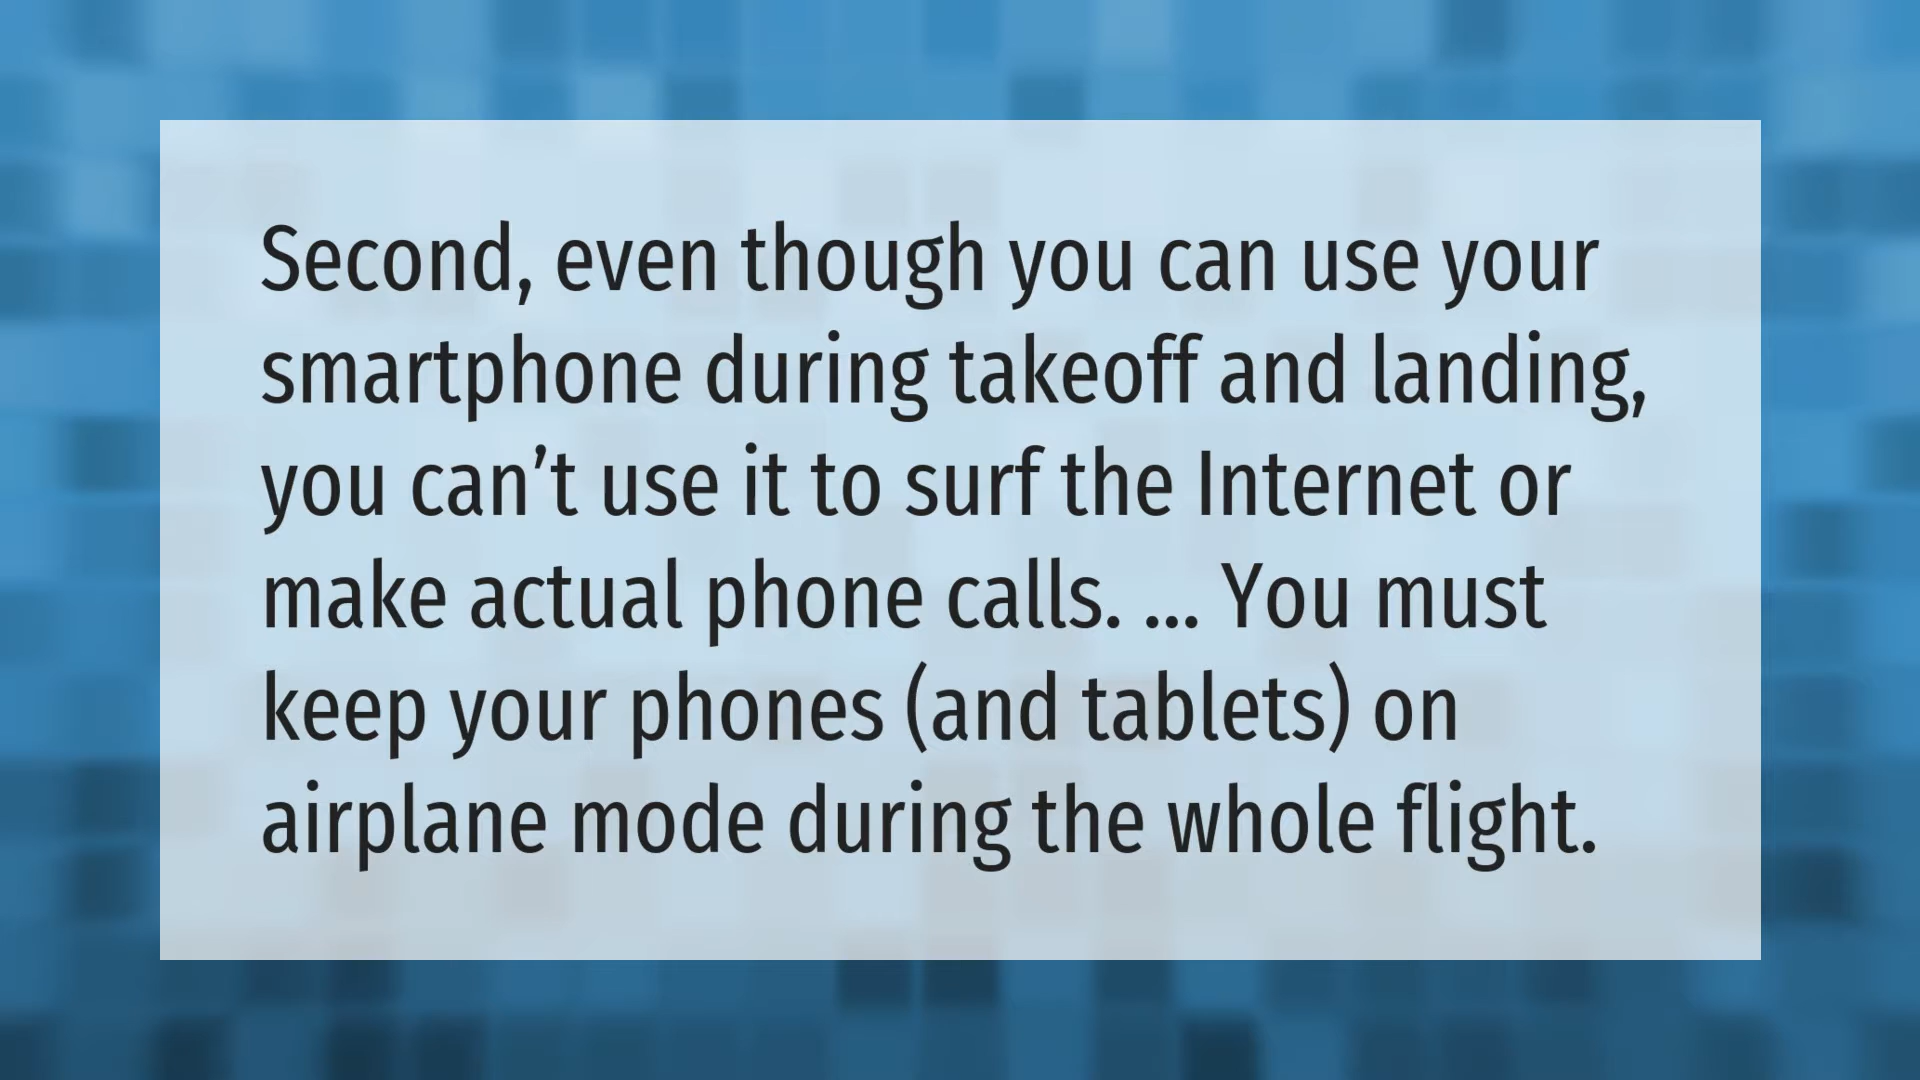 Second, even though you can use your
smartphone during takeoff and landing,
you can’t use it to surf the Internet or
make actual phone calls. ... You must
keep your phones (and tablets) on
airplane mode during the whole flight.